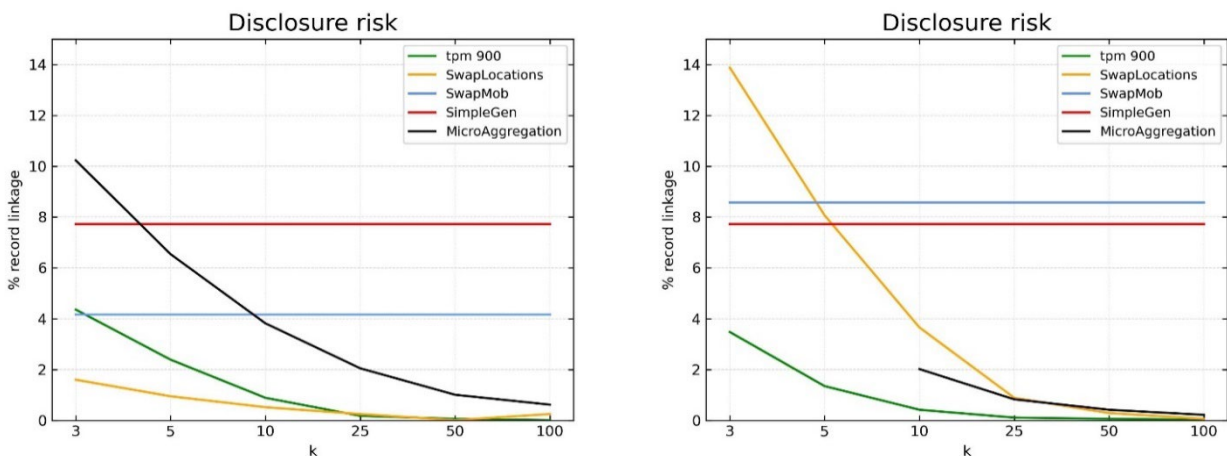 Disclosure risk
14
12
10
8
6
4
2
0
% record linkage
3 5 10 25 50 100
k
tpm 900
SwapLocations
SwapMob
SimpleGen
MicroAggregation
Disclosure risk
14
12
10
8
6
4
2
0
% record linkage
3 5 10 25 50 100
k
tpm 900
SwapLocations
SwapMob
SimpleGen
MicroAggregation